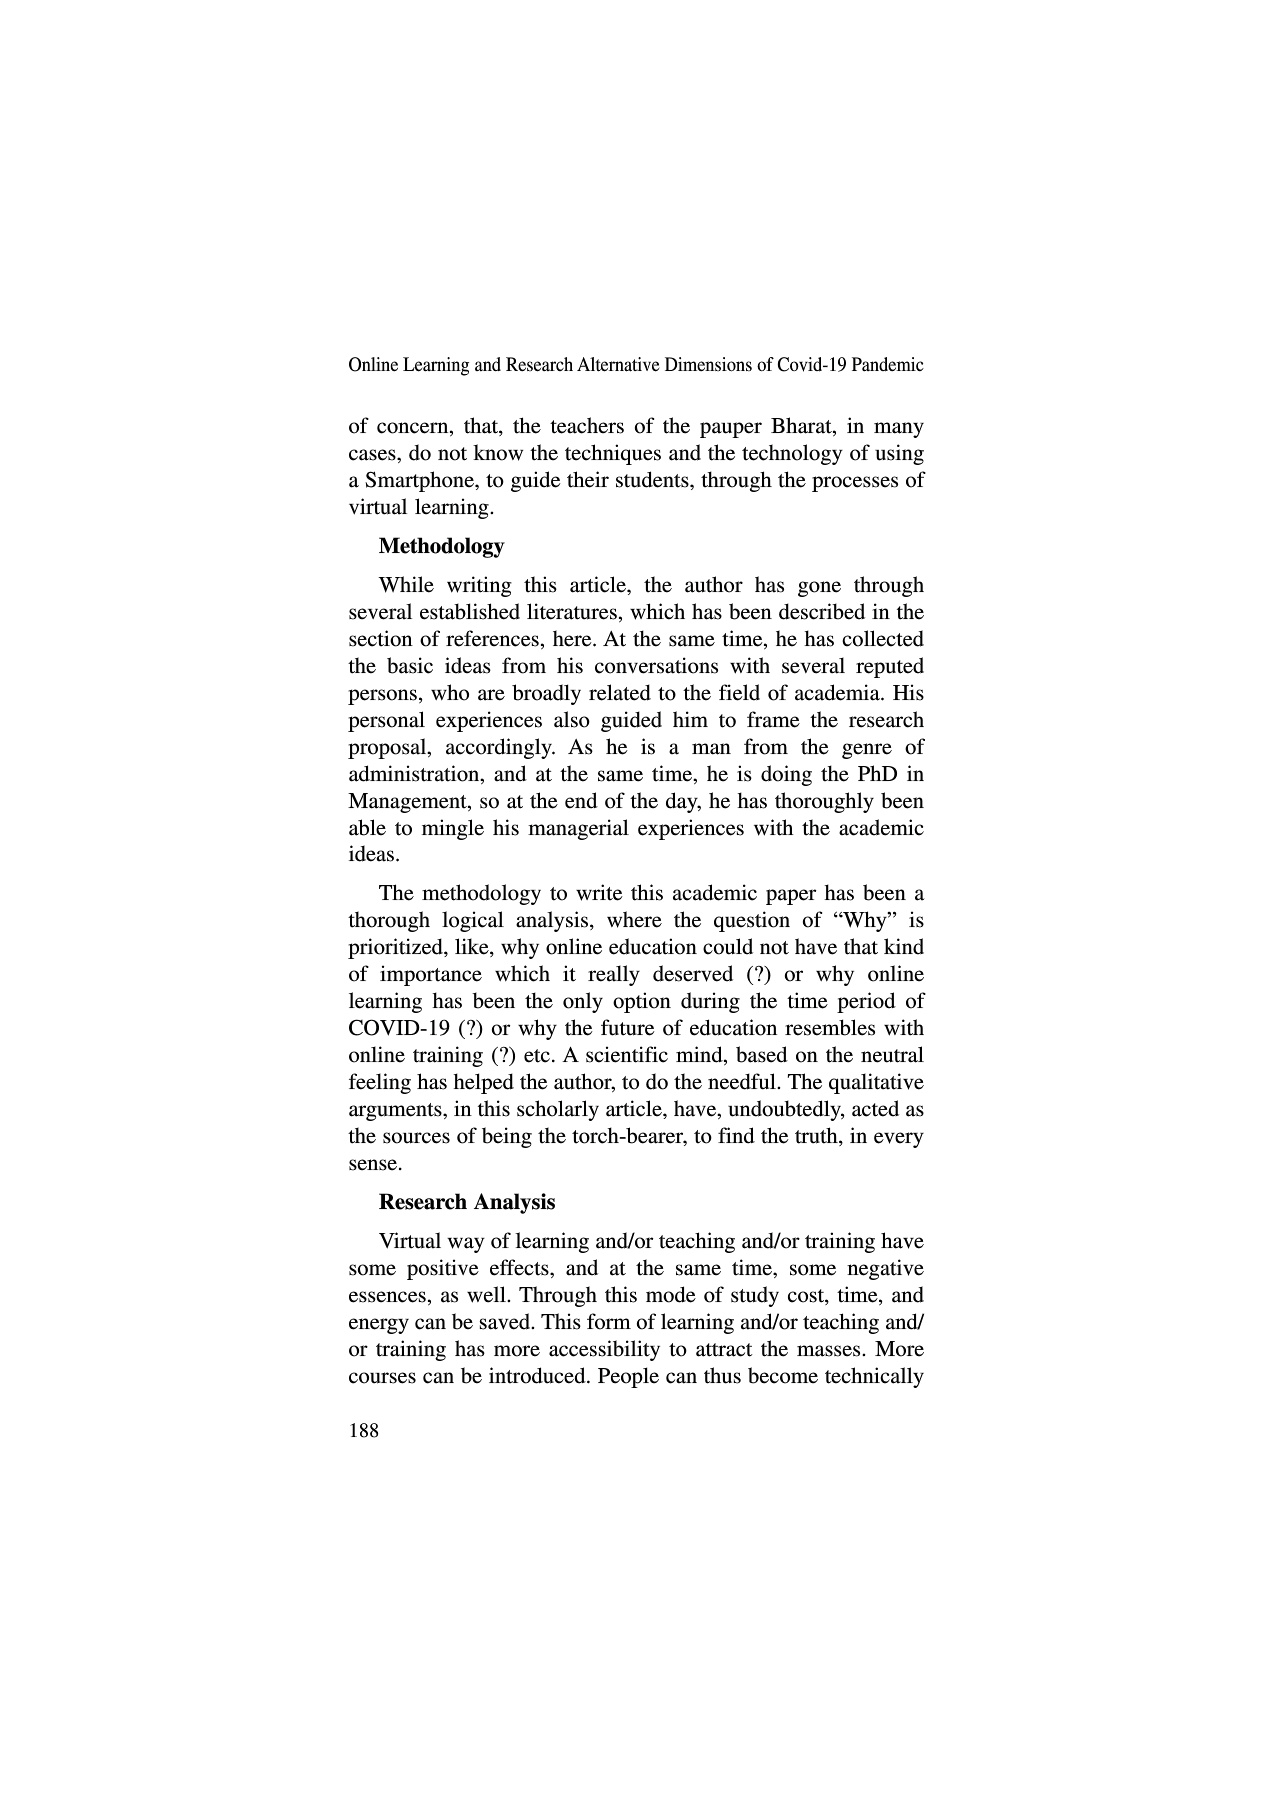 Online Learning and Research Alternative Dimensions of Covid-19 Pandemic
of concern, that, the teachers of the pauper Bharat, in many
cases, do not know the techniques and the technology of using
a Smartphone, to guide their students, through the processes of
virtual learning.
Methodology
While writing this article, the author has gone through
several established literatures, which has been described in the
section of references, here. At the same time, he has collected
the basic ideas from his conversations with several reputed
persons, who are broadly related to the field of academia. His
personal experiences also guided him to frame the research
proposal, accordingly. As he is a man from the genre of
administration, and at the same time, he is doing the PhD in
Management, so at the end of the day, he has thoroughly been
able to mingle his managerial experiences with the academic
ideas.
The methodology to write this academic paper has been a
thorough logical analysis, where the question of “Why” is
prioritized, like, why online education could not have that kind
of importance which it really deserved (?) or why online
learning has been the only option during the time period of
COVID-19 (?) or why the future of education resembles with
online training (?) etc. A scientific mind, based on the neutral
feeling has helped the author, to do the needful. The qualitative
arguments, in this scholarly article, have, undoubtedly, acted as
the sources of being the torch-bearer, to find the truth, in every
sense.
Research Analysis
Virtual way of learning and/or teaching and/or training have
some positive effects, and at the same time, some negative
essences, as well. Through this mode of study cost, time, and
energy can be saved. This form of learning and/or teaching and/
or training has more accessibility to attract the masses. More
courses can be introduced. People can thus become technically
188